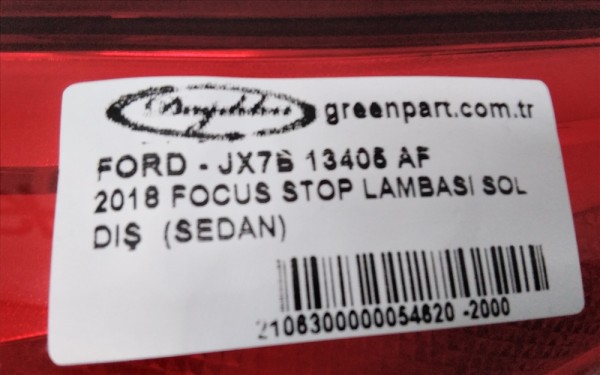 greenpart.com.tr
FORD - JX7B 13405 AF
2018 FOCUS STOP LAMBASI SOL
DIŞ (SEDAN)
2106300000054620 -2000